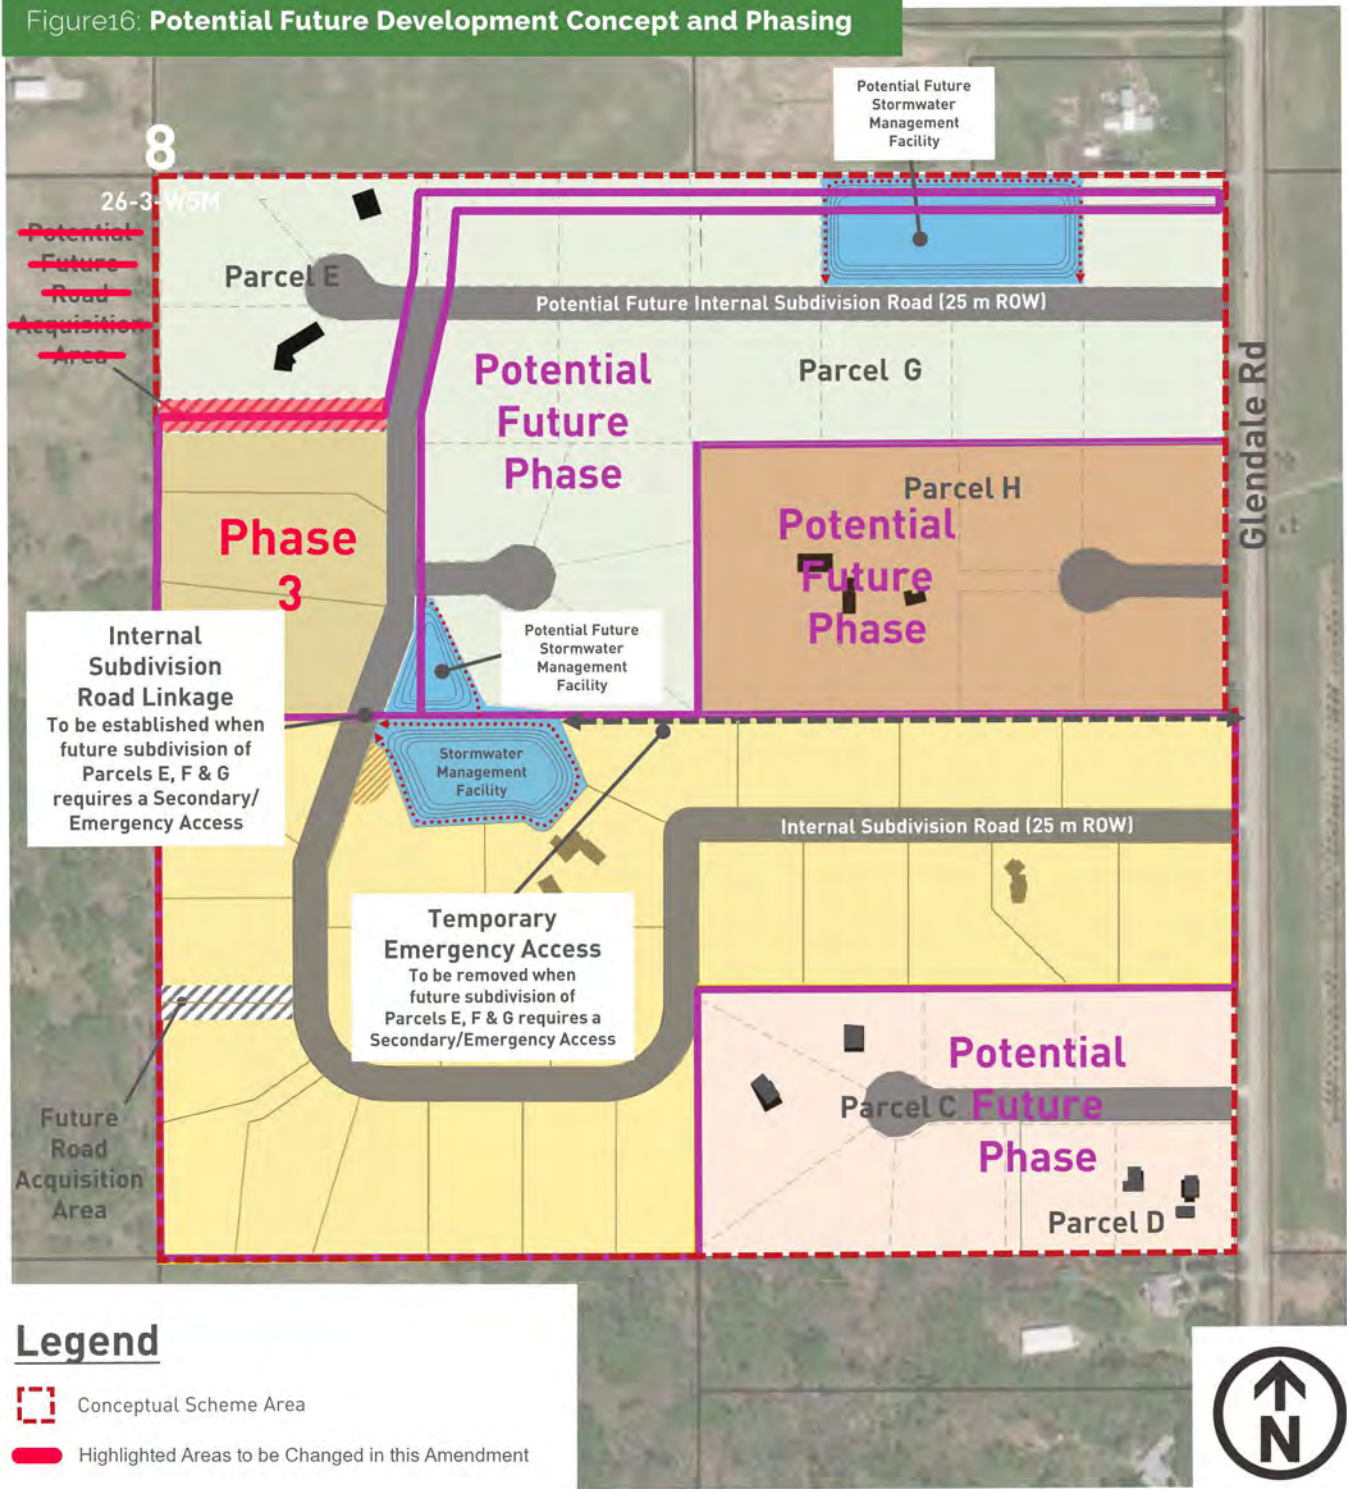 Figure16: Potential Future Development Concept and Phasing
Potential Future
Stormwater
Management
Facility
8
26-3-W5M
Potential
Future
Road
Acquisition
Area
Parcel E
Potential Future Internal Subdivision Road (25 m ROW)
Potential
Future
Phase
Parcel G
Glendale Rd
Parcel H
Potential
Future
Phase
Phase
3
Internal
Subdivision
Road Linkage
To be established when
future subdivision of
Parcels E, F & G
requires a Secondary/
Emergency Access
Potential Future
Stormwater
Management
Facility
Stormwater
Management
Facility
Internal Subdivision Road (25 m ROW)
Temporary
Emergency Access
To be removed when
future subdivision of
Parcels E, F & G requires a
Secondary/Emergency Access
Potential
Future
Phase
Parcel C
Parcel D
Future
Road
Acquisition
Area
Legend
Conceptual Scheme Area
Highlighted Areas to be Changed in this Amendment
N